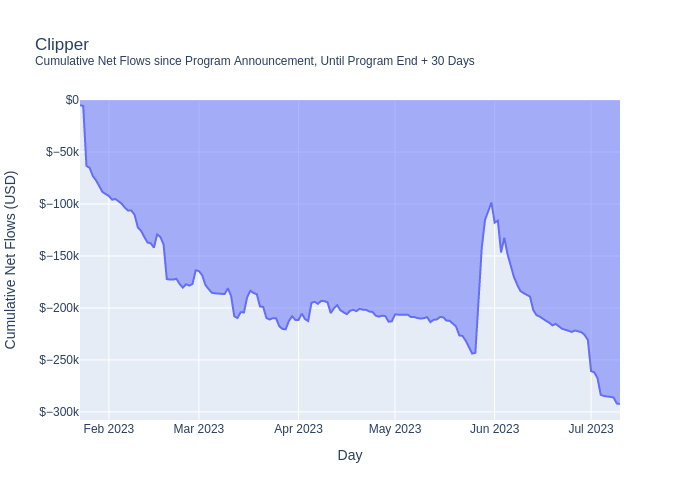 Clipper
Cumulative Net Flows since Program Announcement, Until Program End + 30 Days
Cumulative Net Flows (USD)
$0
$−50k
$−100k
$−150k
$−200k
$−250k
$−300k
Feb 2023
Mar 2023
Apr 2023
May 2023
Jun 2023
Jul 2023
Day